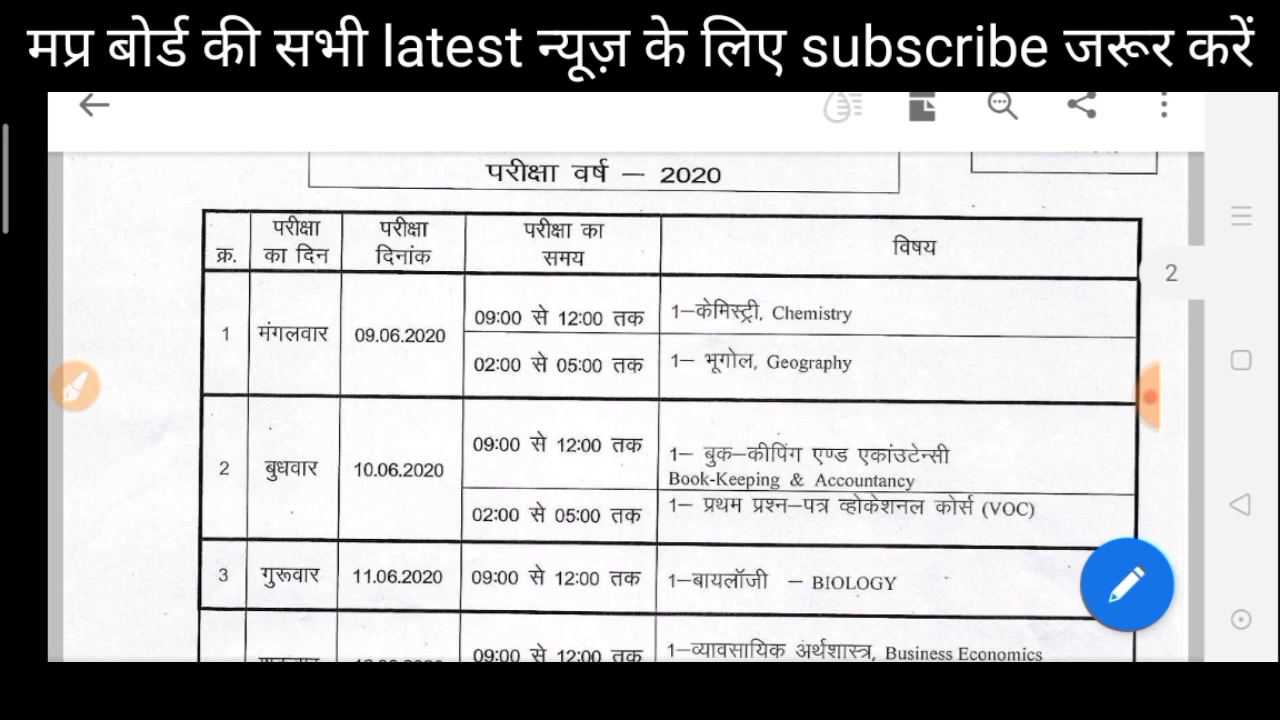 मप्र बोर्ड की सभी latest न्यूज़ के लिए subscribe जरूर करें
परीक्षा वर्ष – 2020
क्र. परीक्षा का दिन परीक्षा दिनांक परीक्षा का समय विषय
2
1 मंगलवार 09.06.2020 09:00 से 12:00 तक 1–केमिस्ट्री, Chemistry
02:00 से 05:00 तक 1– भूगोल, Geography
2 बुधवार 10.06.2020 09:00 से 12:00 तक 1– बुक–कीपिंग एण्ड एकांउटेन्सी
Book-Keeping & Accountancy
02:00 से 05:00 तक 1– प्रथम प्रश्न–पत्र व्होकेशनल कोर्स (VOC)
3 गुरूवार 11.06.2020 09:00 से 12:00 तक 1–बायलॉजी – BIOLOGY
09:00 से 12:00 तक 1–व्यावसायिक अर्थशास्त्र, Business Economics